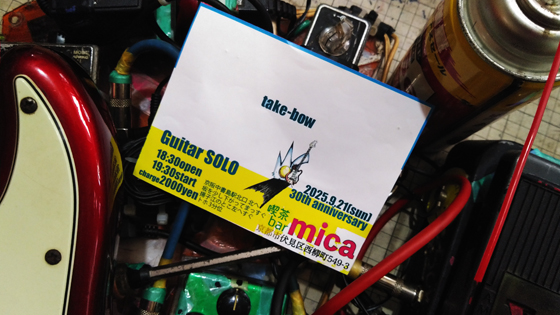 take-bow
Guitar SOLO
18:30open
19:30start
charge2000yen
2025.9.21(sun)
30th anniversary
喫茶
bar mica
京都市伏見区西柳町549-3